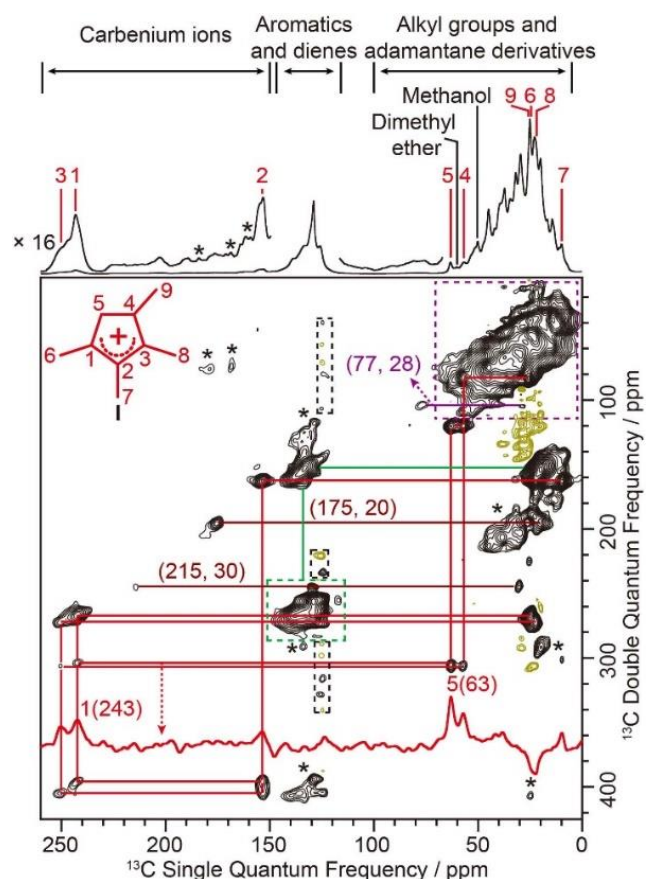 Carbenium ions
Aromatics and dienes
Alkyl groups and adamantane derivatives
Methanol
Dimethyl ether
9 6 8
3 1
2
5 4
7
× 16
* * *
5 4 9
6 1 3 8
2
7
+
I
* *
(77, 28)
*
(175, 20)
*
(215, 30)
*
*
1(243)
5(63)
*
*
100
200
300
400
¹³C Double Quantum Frequency / ppm
250 200 150 100 50 0
¹³C Single Quantum Frequency / ppm